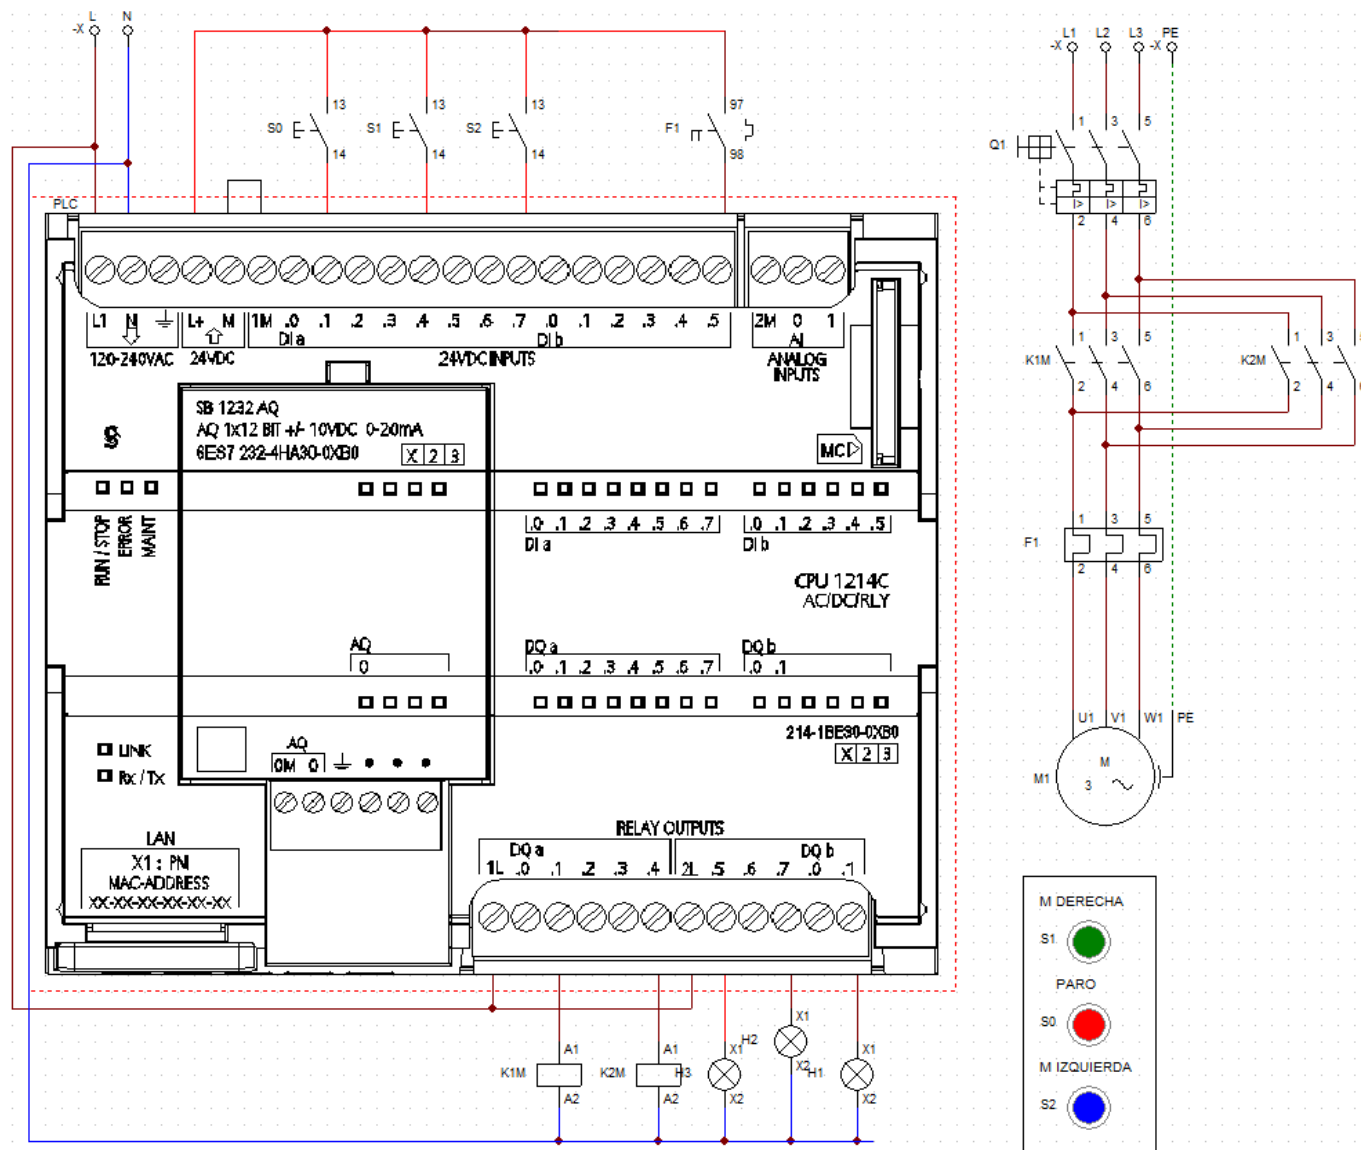 L N
-X
L1 L2 L3 PE
-X -X
13 13 13 97
S0 S1 S2 F1
14 14 14 98
1 3 5
Q1
I> I> I>
2 4 6
PLC
L1 N L+ M 1M .0 .1 .2 .3 .4 .5 .6 .7 .0 .1 .2 .3 .4 .5 2M 0 1
DI a DI b AI
120-240VAC 24VDC 24VDC INPUTS ANALOG
INPUTS
1 3 5 1 3
K1M K2M
2 4 6 2 4
SB 1232 AQ
AQ 1x12 BIT +/- 10VDC 0-20mA
6ES7 232-4HA30-0XB0 X 2 3
MC
RUN / STOP
ERROR
MAINT
.0 .1 .2 .3 .4 .5 .6 .7 .0 .1 .2 .3 .4 .5
DI a DI b
1 3 5
F1
2 4 6
CPU 1214C
AC/DC/RLY
AQ DQ a DQ b
0 .0 .1 .2 .3 .4 .5 .6 .7 .0 .1
214-1BE30-0XB0
X 2 3
LINK
Rx / Tx
AQ
0M 0
U1 V1 W1 PE
M1 M
3
LAN
X1 : PN
MAC-ADDRESS
XX-XX-XX-XX-XX-XX
RELAY OUTPUTS
DQ a DQ b
1L .0 .1 .2 .3 .4 2L .5 .6 .7 .0 .1
A1 A1 X1 X1 X1
K1M K2M H3 H2 H1
A2 A2 X2 X2 X2
M DERECHA
S1
PARO
S0
M IZQUIERDA
S2